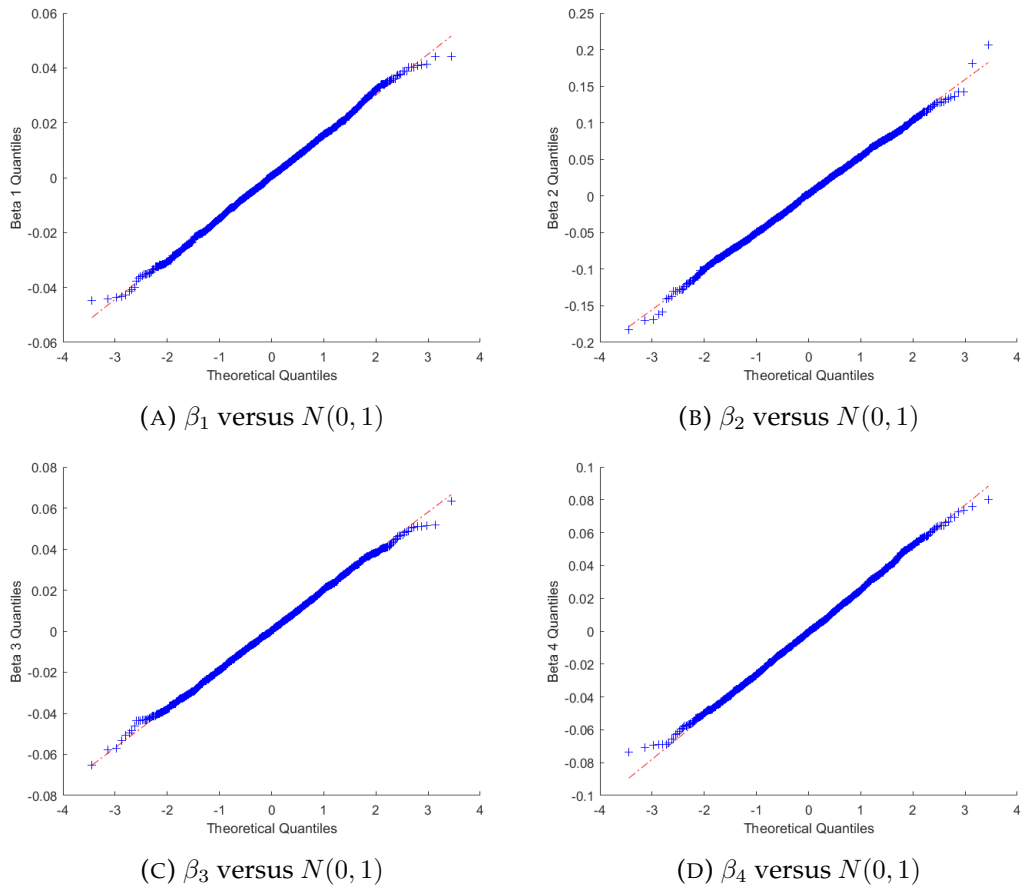 0.06
0.04
0.02
0
-0.02
-0.04
-0.06
Beta 1 Quantiles
-4 -3 -2 -1 0 1 2 3 4
Theoretical Quantiles
(A) β₁ versus N(0, 1)
0.25
0.2
0.15
0.1
0.05
0
-0.05
-0.1
-0.15
-0.2
Beta 2 Quantiles
-4 -3 -2 -1 0 1 2 3 4
Theoretical Quantiles
(B) β₂ versus N(0, 1)
0.08
0.06
0.04
0.02
0
-0.02
-0.04
-0.06
-0.08
Beta 3 Quantiles
-4 -3 -2 -1 0 1 2 3 4
Theoretical Quantiles
(C) β₃ versus N(0, 1)
0.1
0.08
0.06
0.04
0.02
0
-0.02
-0.04
-0.06
-0.08
-0.1
Beta 4 Quantiles
-4 -3 -2 -1 0 1 2 3 4
Theoretical Quantiles
(D) β₄ versus N(0, 1)